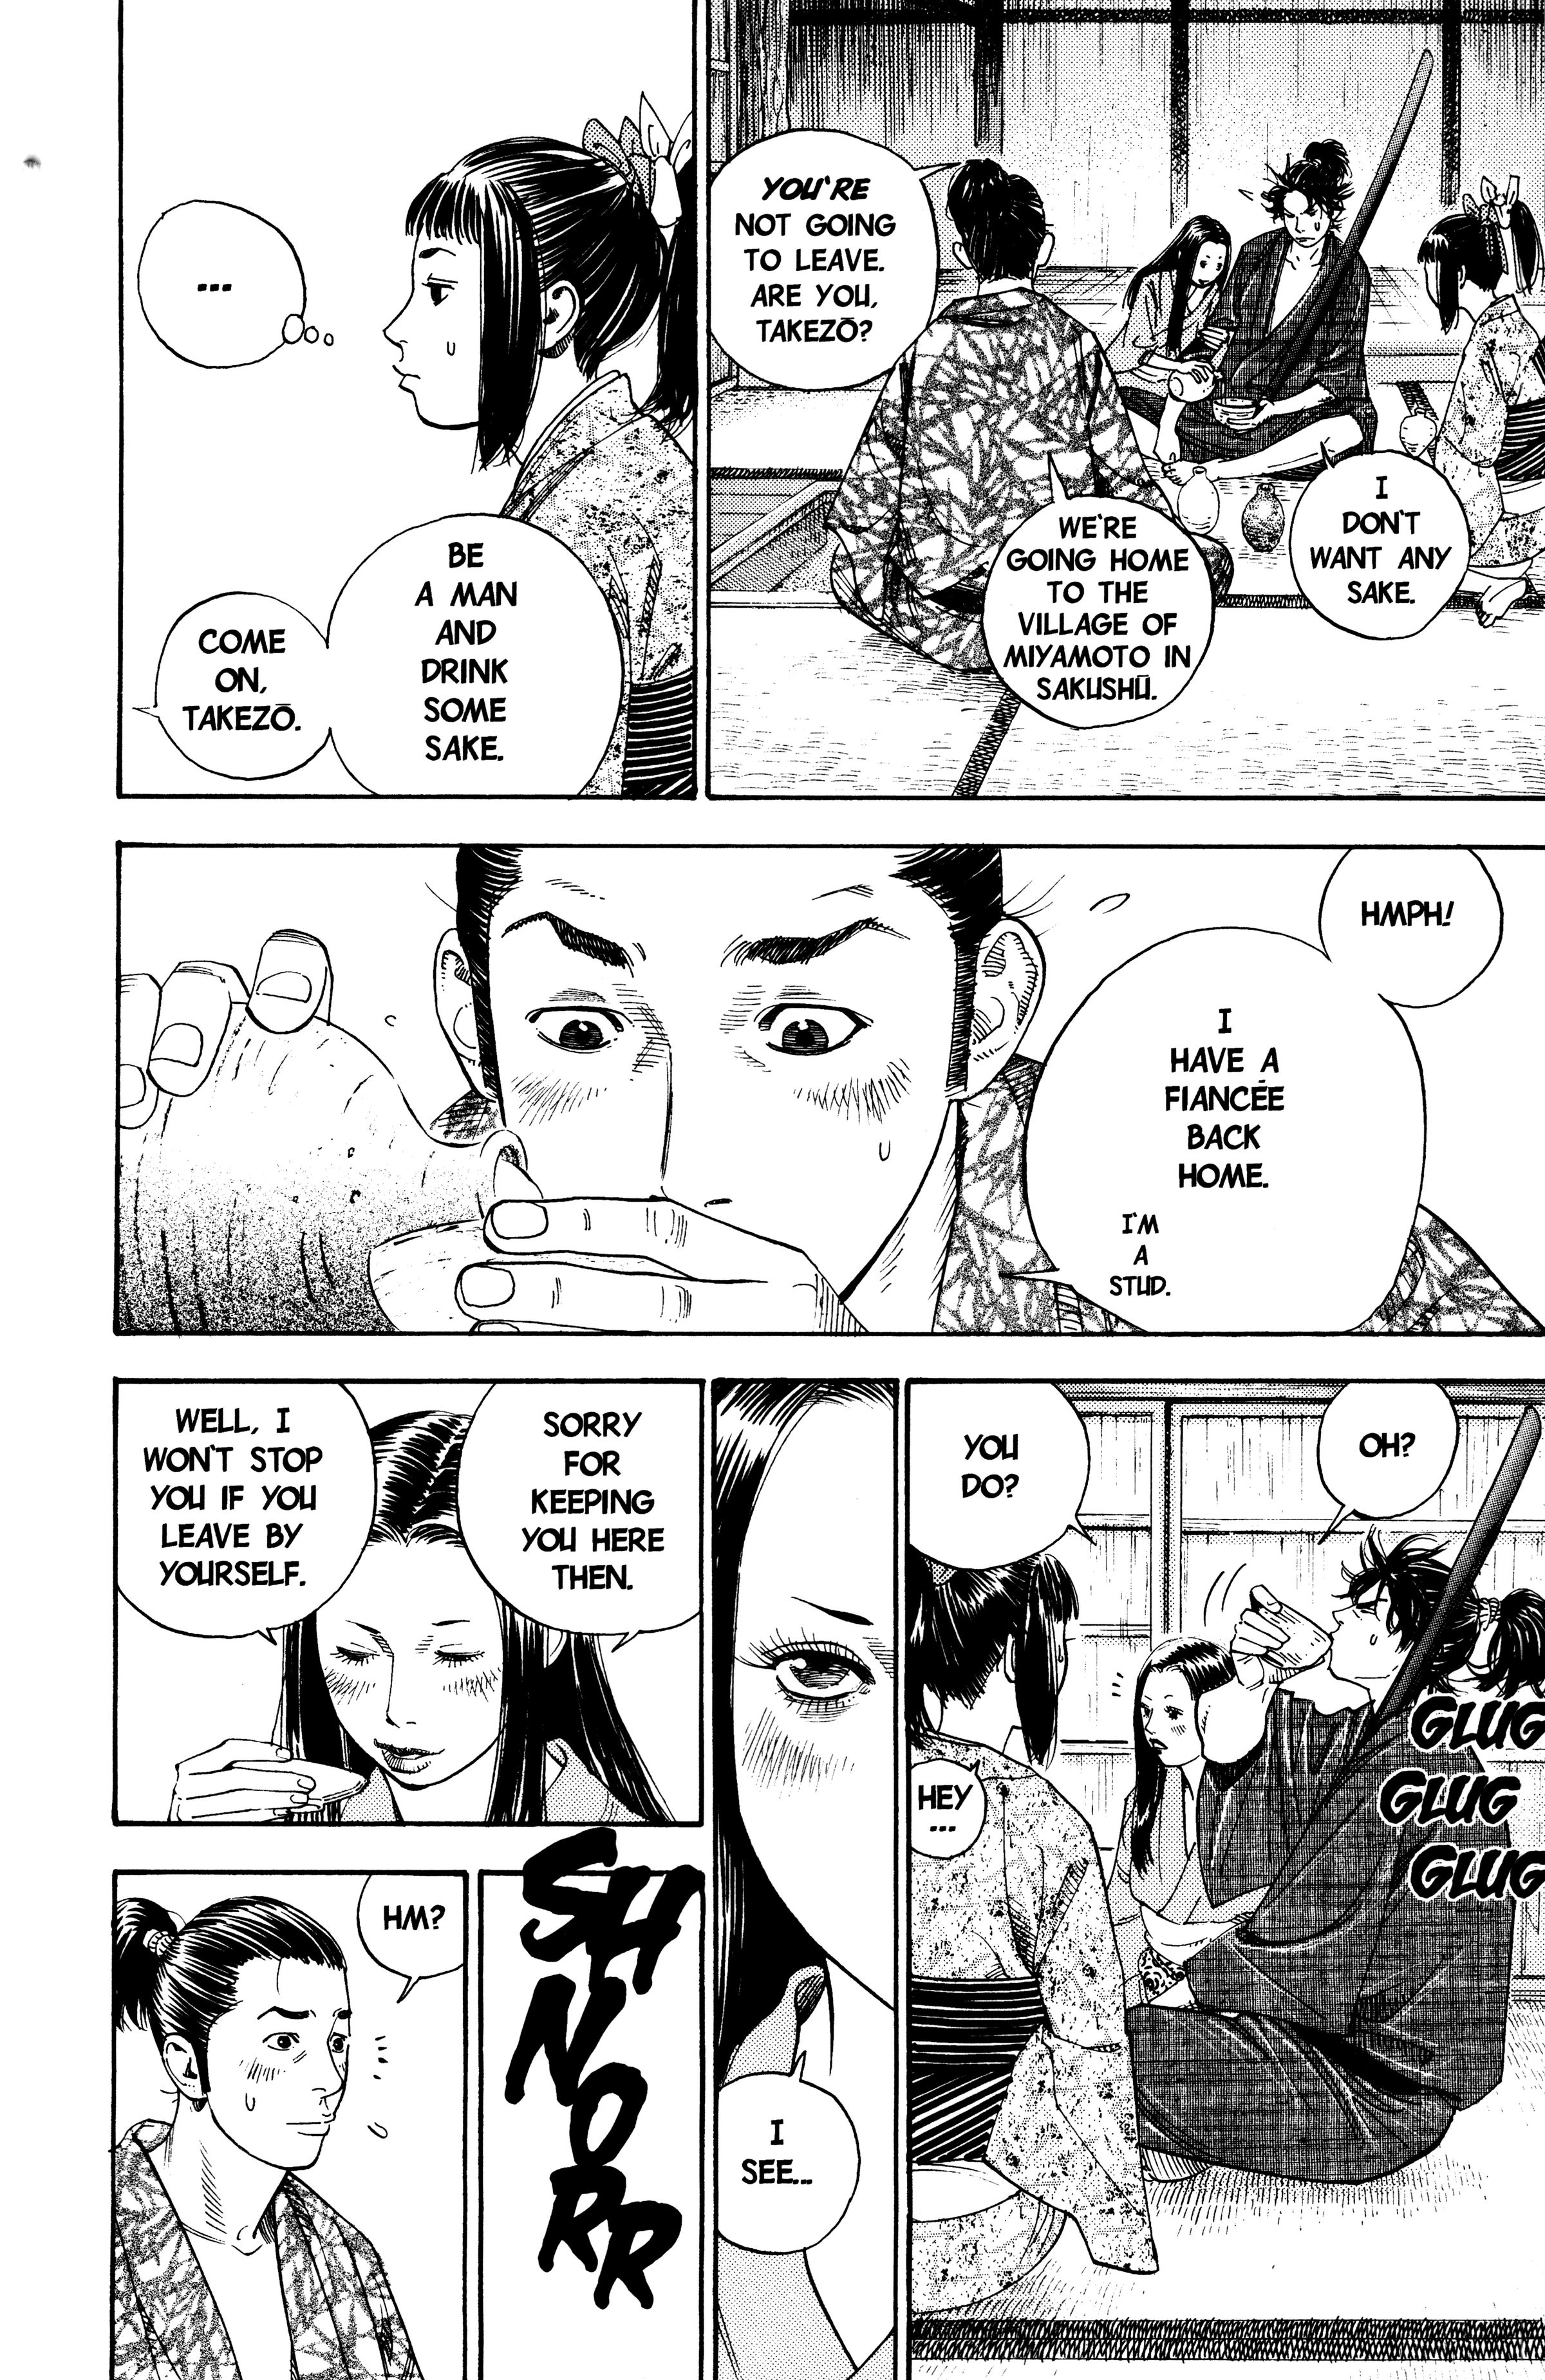 YOU'RE
NOT GOING
TO LEAVE.
ARE YOU,
TAKEZŌ?
I
DON'T
WANT ANY
SAKE.
WE'RE
GOING HOME
TO THE
VILLAGE OF
MIYAMOTO IN
SAKUSHŪ.
...
BE
A MAN
AND
DRINK
SOME
SAKE.
COME
ON,
TAKEZŌ.
HMPH!
I
HAVE A
FIANCÉE
BACK
HOME.
I'M
A
STUD.
OH?
YOU
DO?
GLUG
GLUG
GLUG
HEY
...
I
SEE...
SORRY
FOR
KEEPING
YOU HERE
THEN.
WELL, I
WON'T STOP
YOU IF YOU
LEAVE BY
YOURSELF.
SH
N
O
RR
HM?